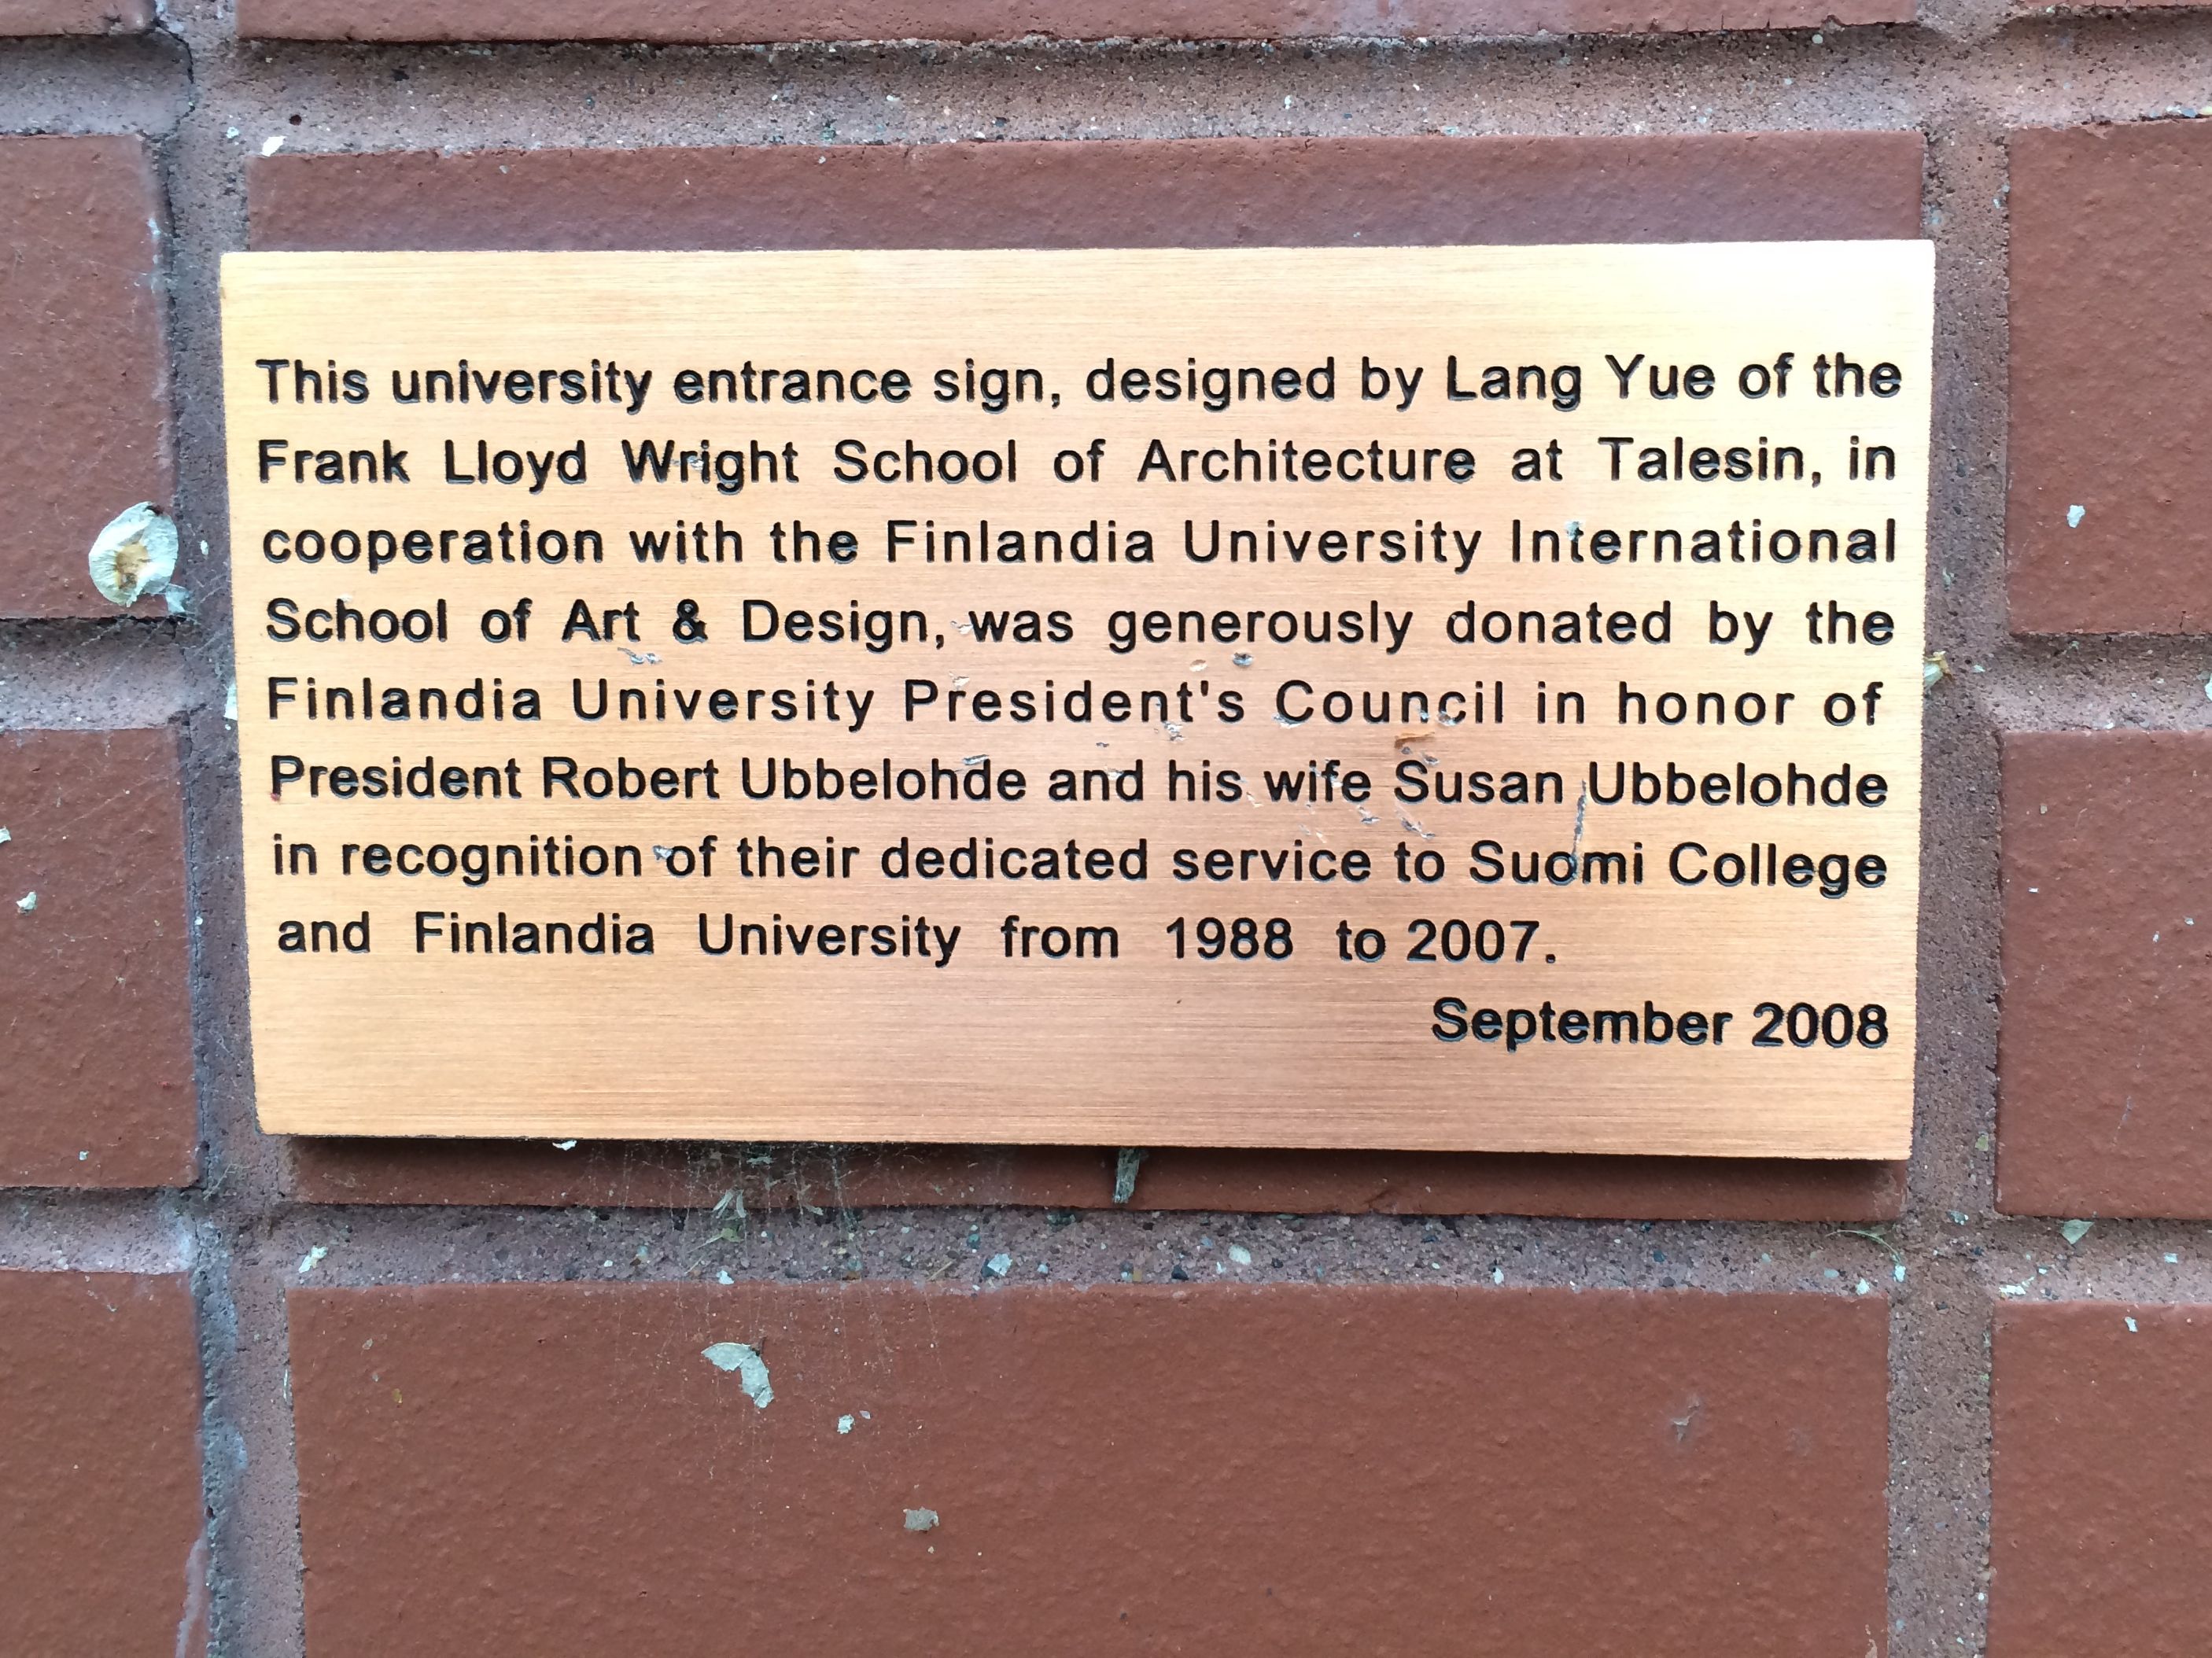 This university entrance sign, designed by Lang Yue of the
Frank Lloyd Wright School of Architecture at Talesin, in
cooperation with the Finlandia University International
School of Art & Design, was generously donated by the
Finlandia University President's Council in honor of
President Robert Ubbelohde and his wife Susan Ubbelohde
in recognition of their dedicated service to Suomi College
and Finlandia University from 1988 to 2007.
September 2008